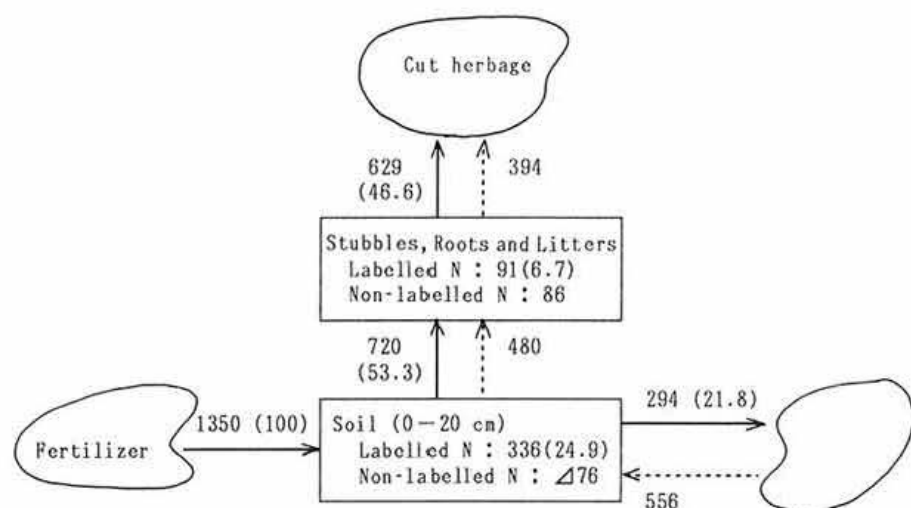 Cut herbage
629
(46.6)
394
Stubbles, Roots and Litters
Labelled N : 91(6.7)
Non-labelled N : 86
720
(53.3)
480
Fertilizer
1350 (100)
Soil (0－20 cm)
Labelled N : 336(24.9)
Non-labelled N : ⊿76
294 (21.8)
556